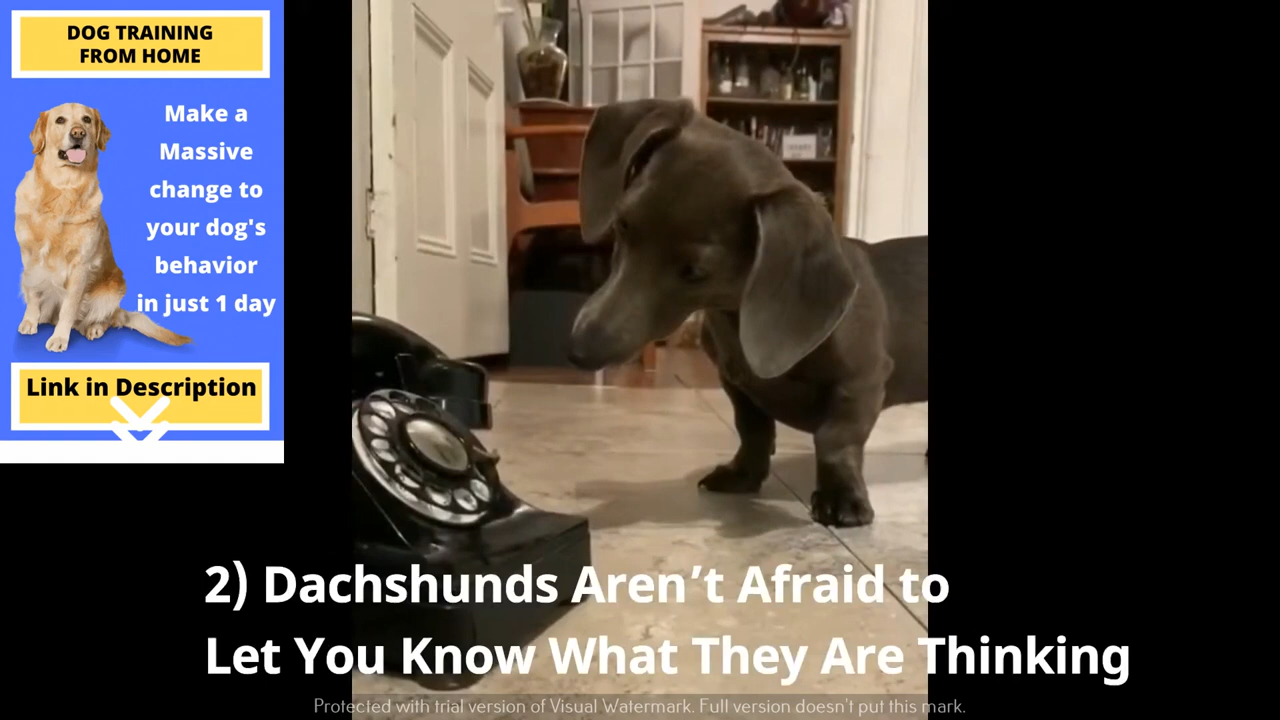 DOG TRAINING
FROM HOME
Make a
Massive
change to
your dog's
behavior
in just 1 day
Link in Description
2) Dachshunds Aren’t Afraid to
Let You Know What They Are Thinking
Protected with trial version of Visual Watermark. Full version doesn't put this mark.